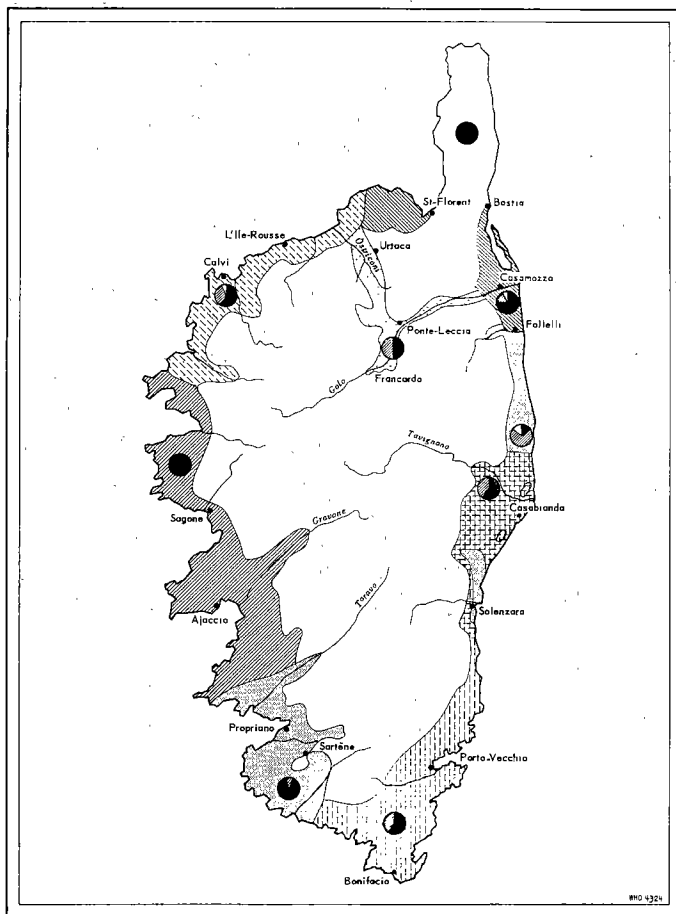 St-Florent
Bastia
L'Ile-Rousse
Urtaca
Ostriconi
Calvi
Casamozza
Ponte-Leccia
Folelli
Francardo
Golo
Tavignano
Casabianda
Sagone
Gravone
Taravo
Solenzara
Ajaccio
Propriano
Sartène
Porto-Vecchio
Bonifacio
WHO 4324